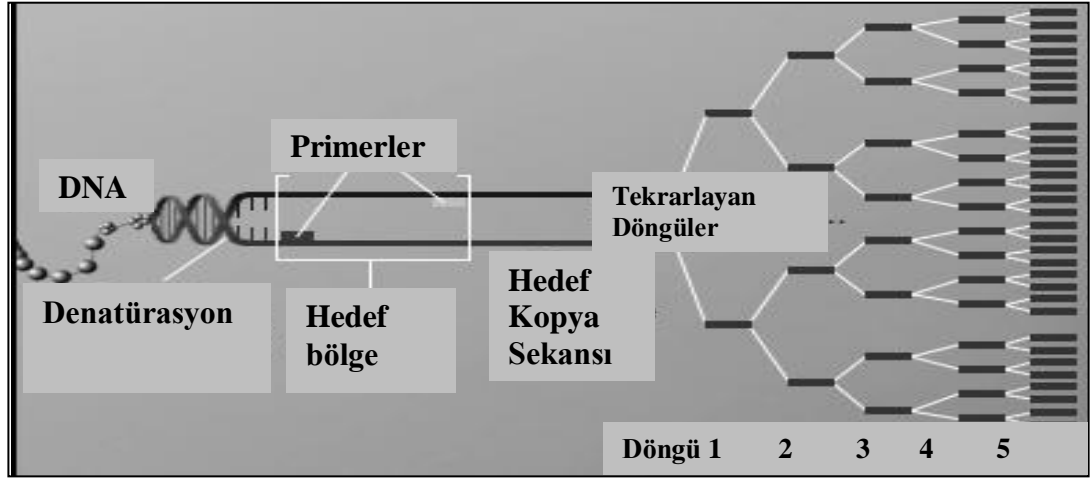 Primerler
DNA
Tekrarlayan
Döngüler
Denatürasyon
Hedef
bölge
Hedef
Kopya
Sekansı
Döngü 1 2 3 4 5